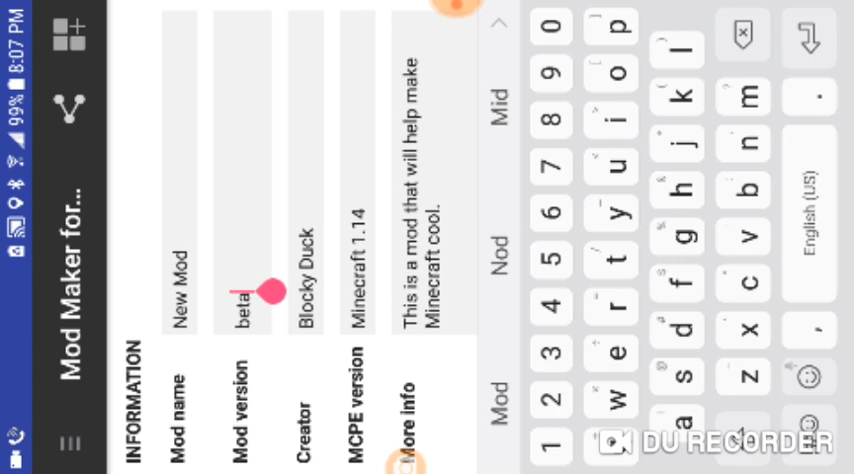 99% 8:07 PM
Mod Maker for...
INFORMATION
Mod name New Mod
Mod version beta
Creator Blocky Duck
MCPE version Minecraft 1.14
More info This is a mod that will help make
Minecraft cool.
Mod Nod Mid
1 2 3 4 5 6 7 8 9 0
w e r t y u i o p
a s d f g h j k l
z x c v b n m
, English (US) .
DU RECORDER